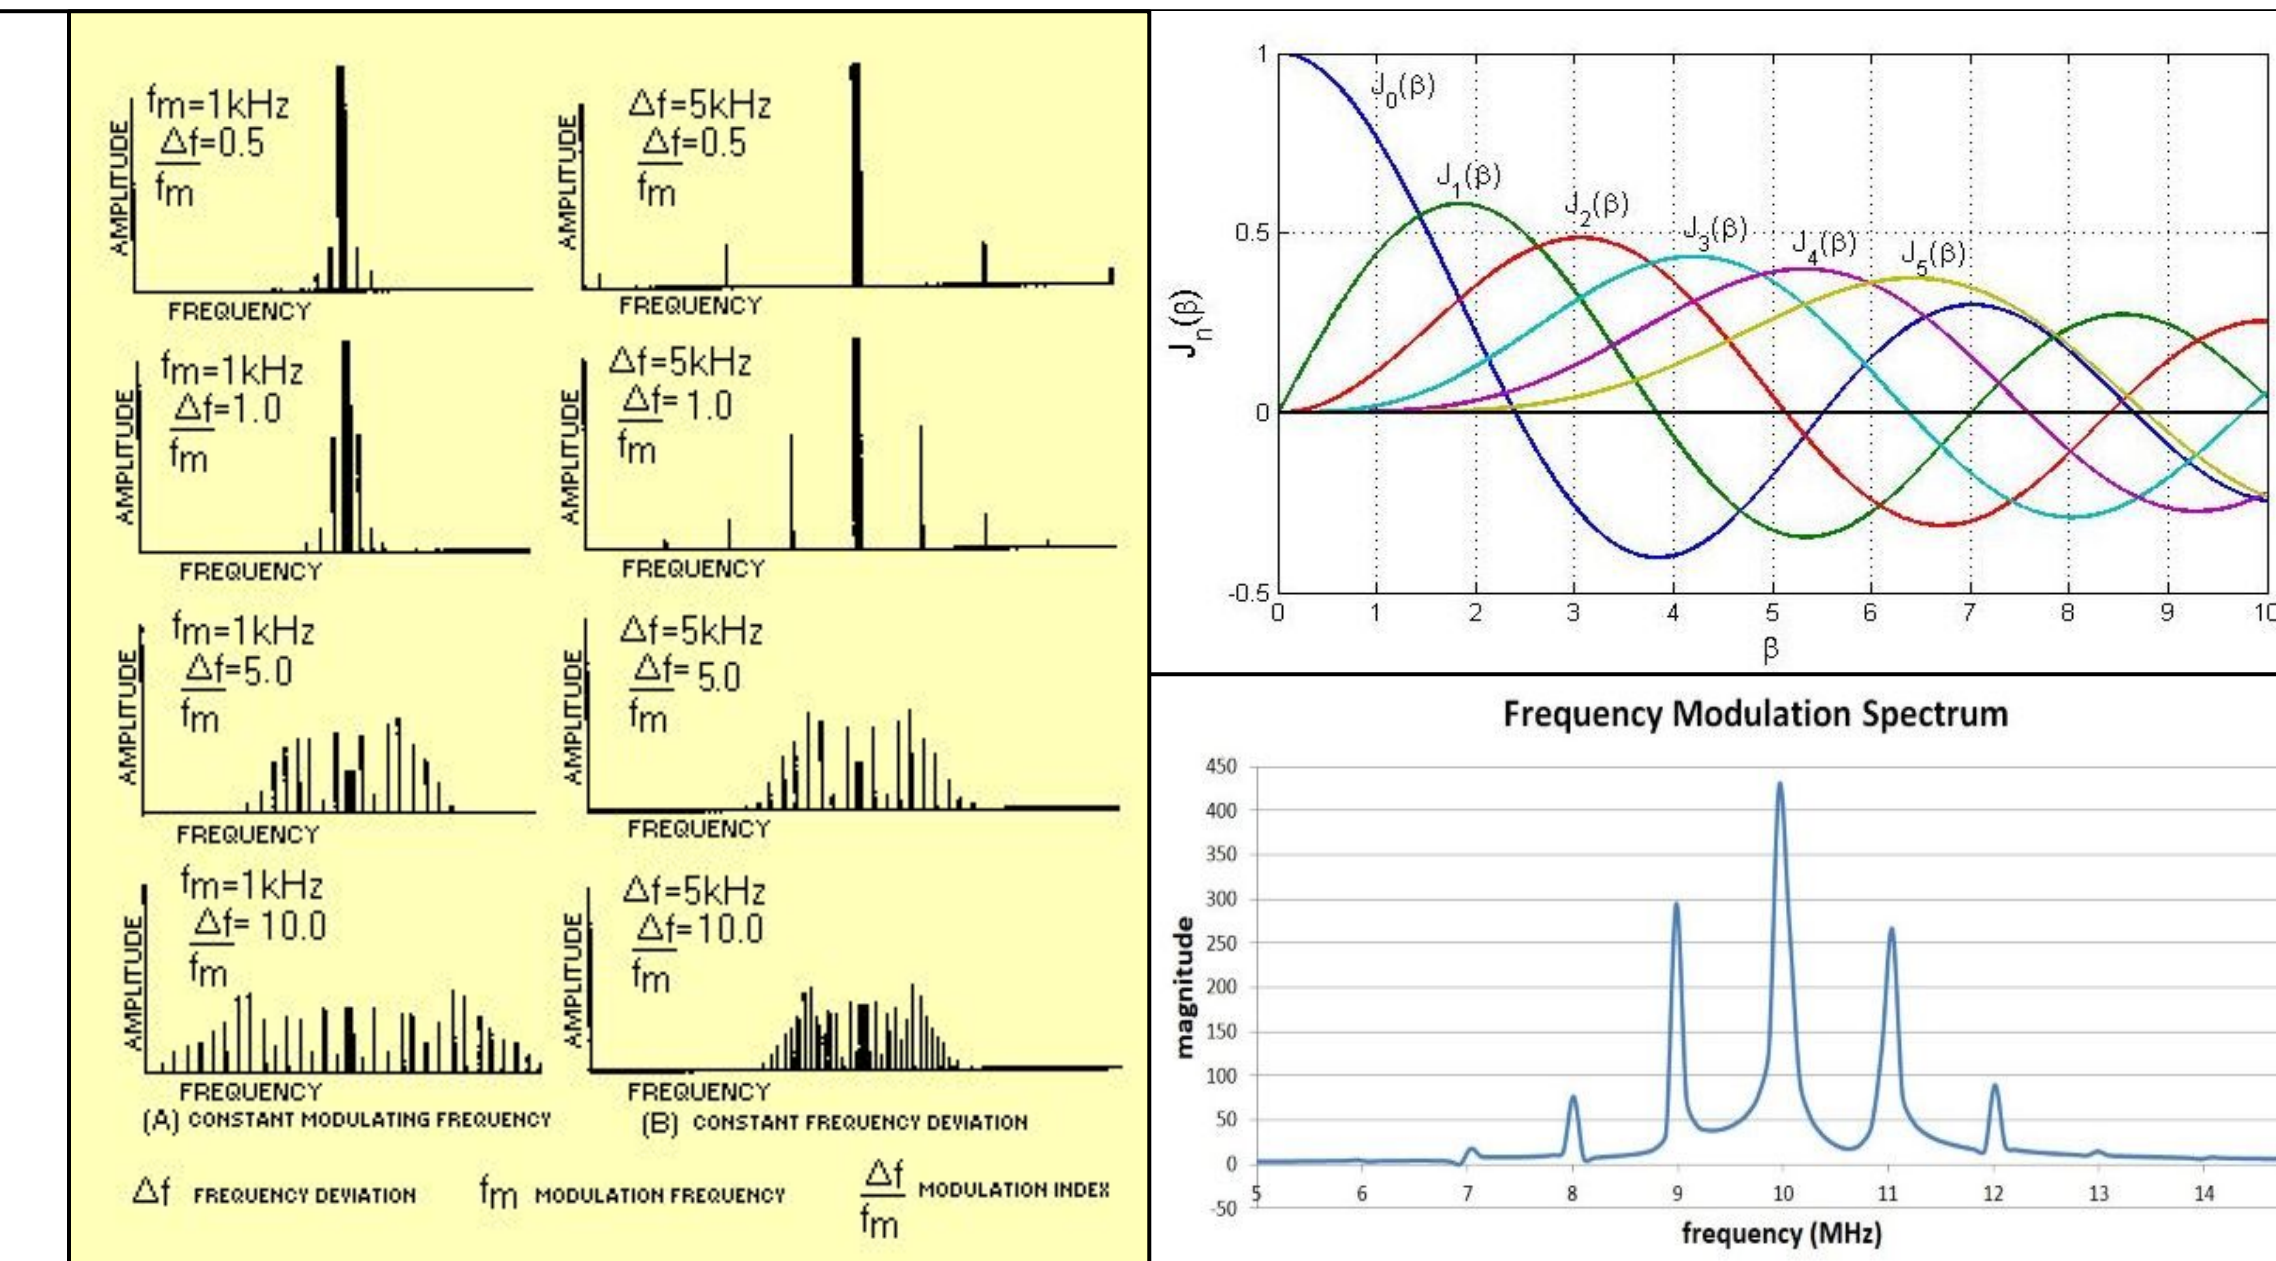 fm=1kHz
Δf=0.5
fm
AMPLITUDE
FREQUENCY
Δf=5kHz
Δf=0.5
fm
AMPLITUDE
FREQUENCY
fm=1kHz
Δf=1.0
fm
AMPLITUDE
FREQUENCY
Δf=5kHz
Δf=1.0
fm
AMPLITUDE
FREQUENCY
fm=1kHz
Δf=5.0
fm
AMPLITUDE
FREQUENCY
Δf=5kHz
Δf=5.0
fm
AMPLITUDE
FREQUENCY
fm=1kHz
Δf=10.0
fm
AMPLITUDE
FREQUENCY
Δf=5kHz
Δf=10.0
fm
AMPLITUDE
FREQUENCY
(A) CONSTANT MODULATING FREQUENCY
(B) CONSTANT FREQUENCY DEVIATION
Δf FREQUENCY DEVIATION
fm MODULATION FREQUENCY
Δf
fm
MODULATION INDEX
1
0.5
0
-0.5
Jn(β)
J0(β)
J1(β)
J2(β)
J3(β)
J4(β)
J5(β)
0 1 2 3 4 5 6 7 8 9 10
β
Frequency Modulation Spectrum
450
400
350
300
250
200
150
100
50
0
-50
magnitude
5 6 7 8 9 10 11 12 13 14
frequency (MHz)